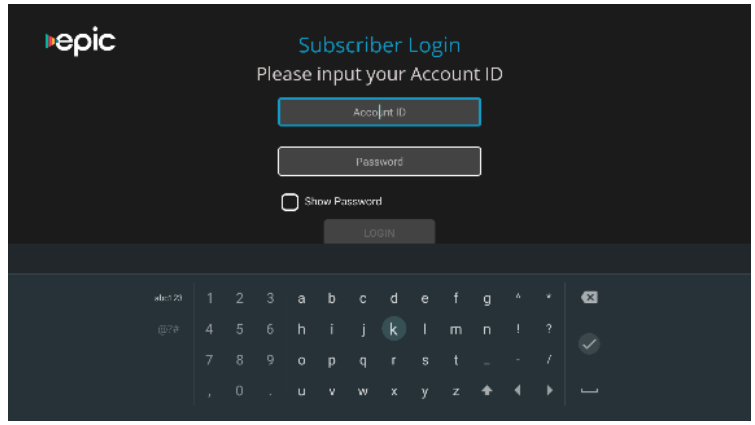 epic
Subscriber Login
Please input your Account ID
Account ID
Password
Show Password
LOGIN
abc123 1 2 3 a b c d e f g ^ *
@?# 4 5 6 h i j k l m n ! ?
7 8 9 o p q r s t _ - /
, 0 . u v w x y z